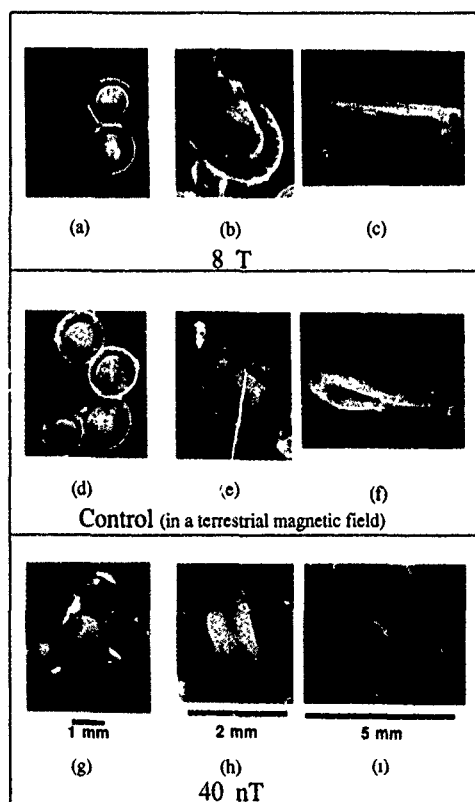 (a) (b) (c)
8 T
(d) (e) (f)
Control (in a terrestrial magnetic field)
1 mm 2 mm 5 mm
(g) (h) (i)
40 nT